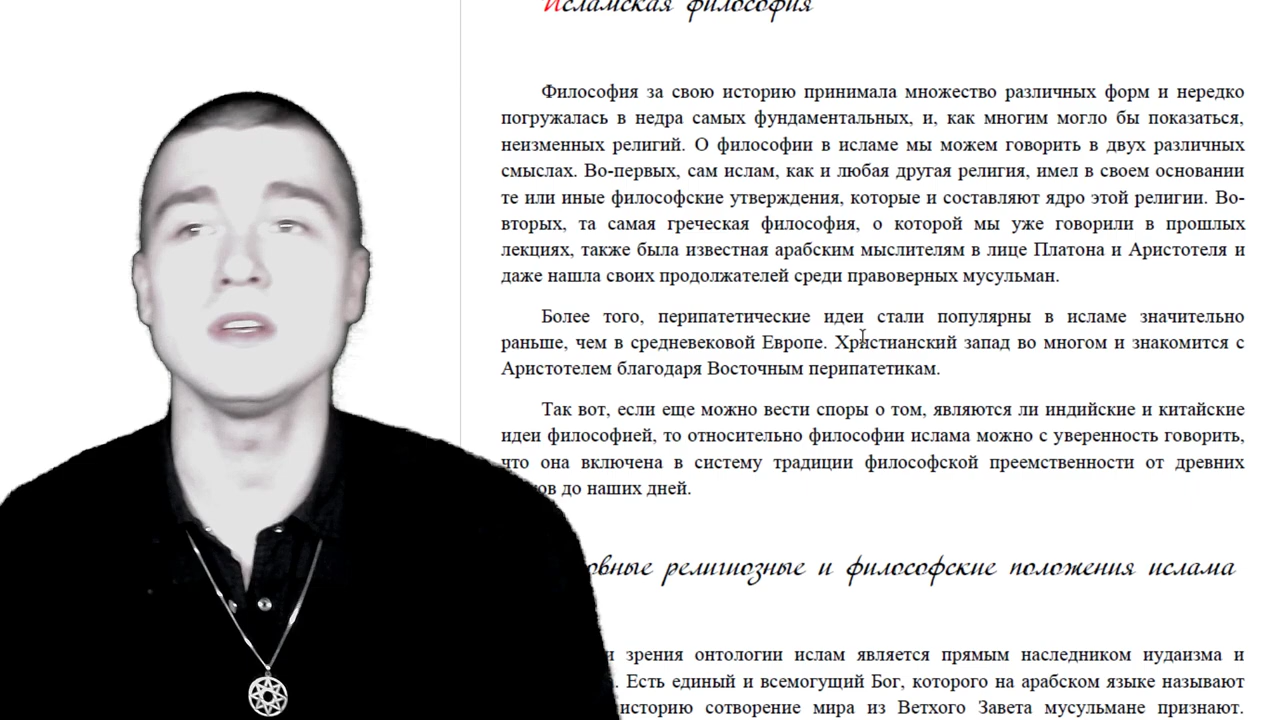 Исламская философия
Философия за свою историю принимала множество различных форм и нередко
погружалась в недра самых фундаментальных, и, как многим могло бы показаться,
неизменных религий. О философии в исламе мы можем говорить в двух различных
смыслах. Во-первых, сам ислам, как и любая другая религия, имел в своем основании
те или иные философские утверждения, которые и составляют ядро этой религии. Во-
вторых, та самая греческая философия, о которой мы уже говорили в прошлых
лекциях, также была известная арабским мыслителям в лице Платона и Аристотеля и
даже нашла своих продолжателей среди правоверных мусульман.
Более того, перипатетические идеи стали популярны в исламе значительно
раньше, чем в средневековой Европе. Христианский запад во многом и знакомится с
Аристотелем благодаря Восточным перипатетикам.
Так вот, если еще можно вести споры о том, являются ли индийские и китайские
идеи философией, то относительно философии ислама можно с уверенность говорить,
что она включена в систему традиции философской преемственности от древних
до наших дней.
религиозные и философские положения ислама
зрения онтологии ислам является прямым наследником иудаизма и
Есть единый и всемогущий Бог, которого на арабском языке называют
историю сотворение мира из Ветхого Завета мусульмане признают.